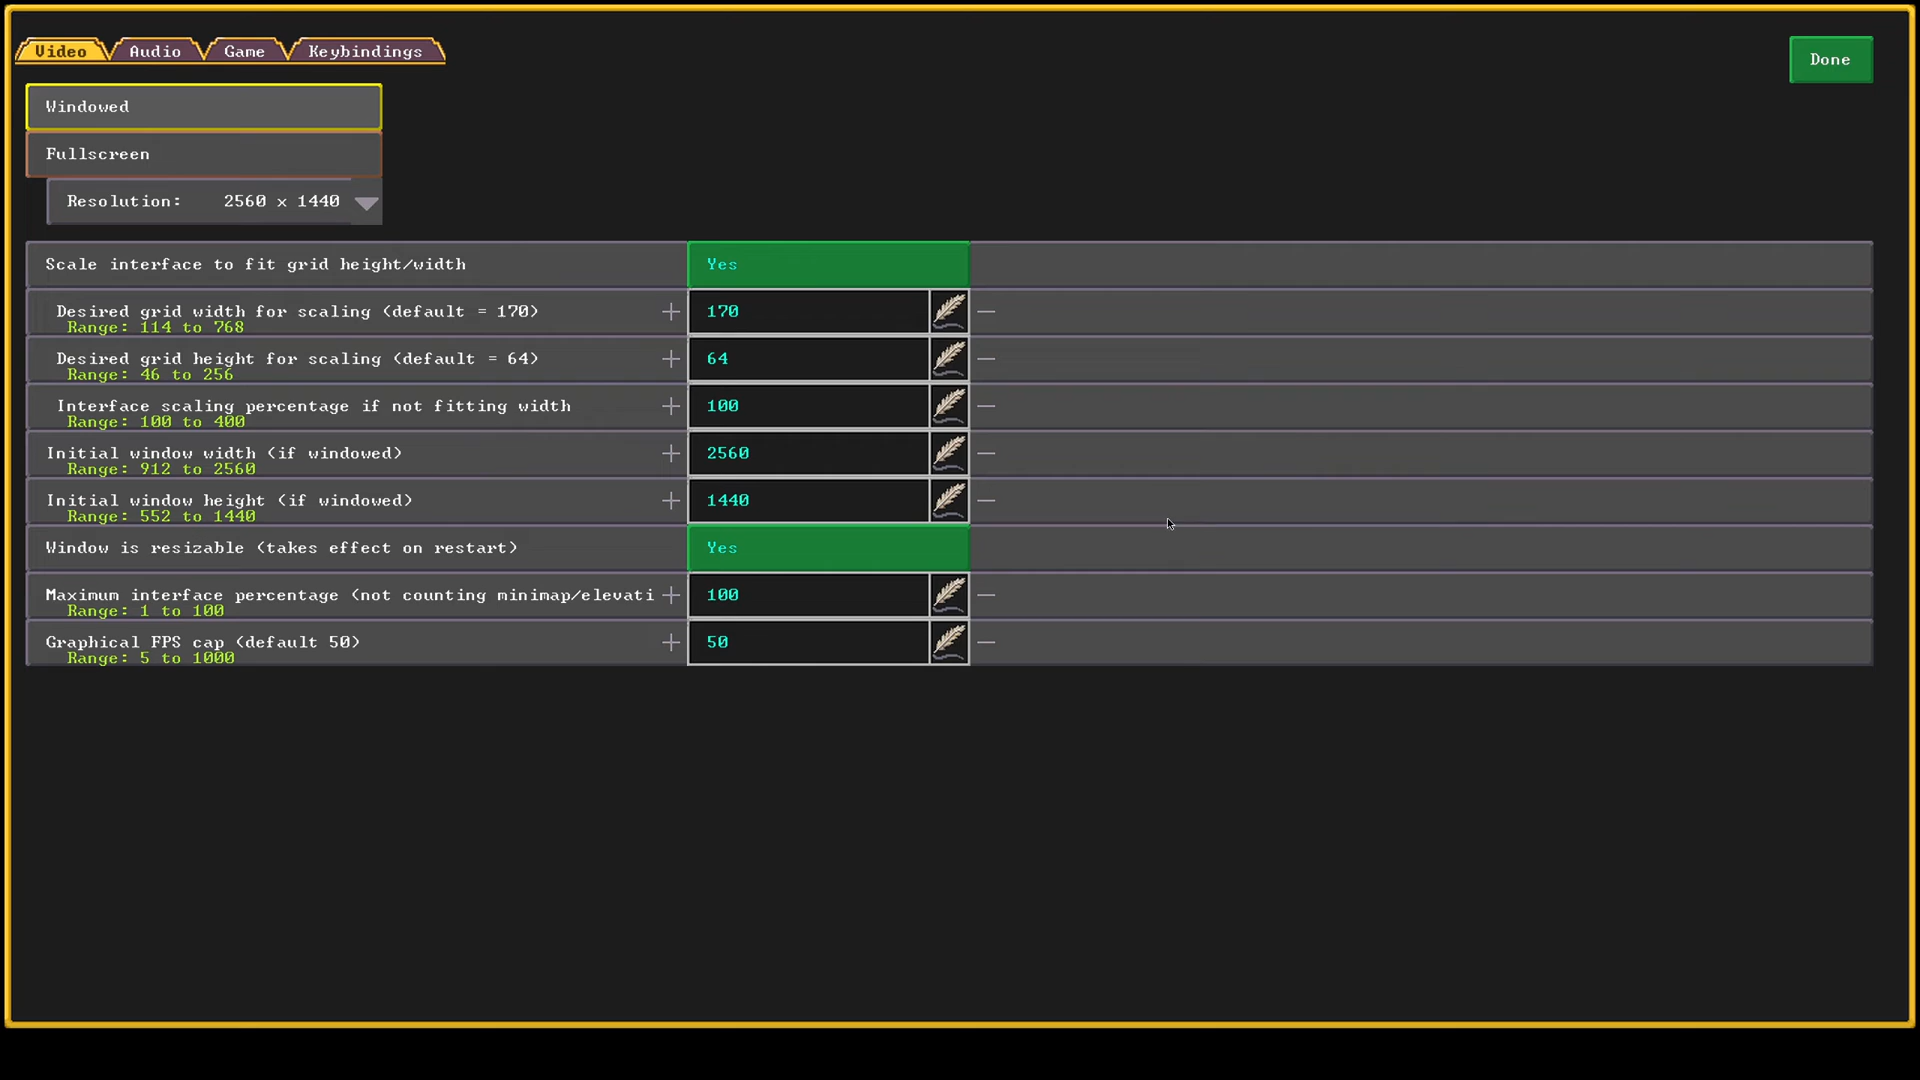 Video Audio Game Keybindings
Done
Windowed
Fullscreen
Resolution: 2560 x 1440
Scale interface to fit grid height/width Yes
Desired grid width for scaling (default = 170) 170
Range: 114 to 768
Desired grid height for scaling (default = 64) 64
Range: 46 to 256
Interface scaling percentage if not fitting width 100
Range: 100 to 400
Initial window width (if windowed) 2560
Range: 912 to 2560
Initial window height (if windowed) 1440
Range: 552 to 1440
Window is resizable (takes effect on restart) Yes
Maximum interface percentage (not counting minimap/elevati 100
Range: 1 to 100
Graphical FPS cap (default 50) 50
Range: 5 to 1000